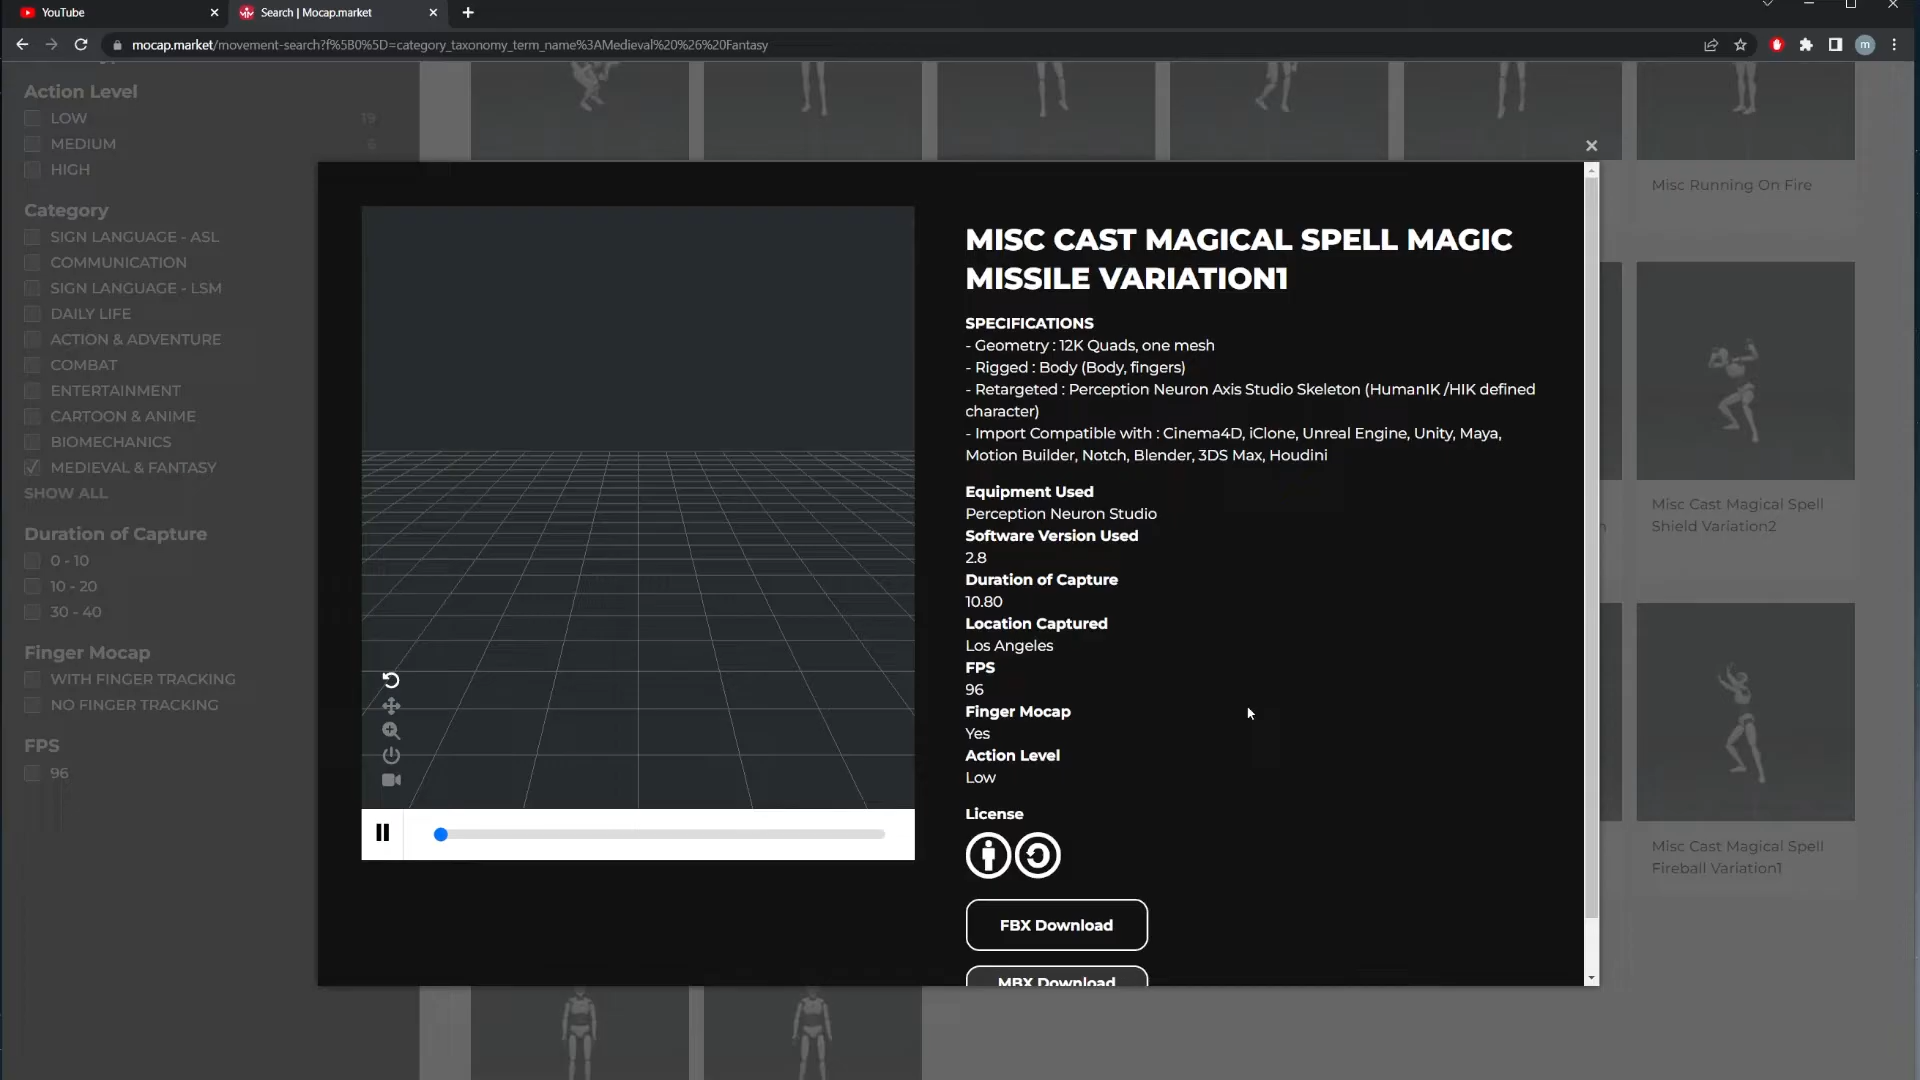 YouTube
Search | Mocap.market
mocap.market/movement-search?f%5B0%5D=category_taxonomy_term_name%3AMedieval%20%26%20Fantasy
m
Action Level
LOW 19
MEDIUM 6
HIGH
Category
SIGN LANGUAGE - ASL
COMMUNICATION
SIGN LANGUAGE - LSM
DAILY LIFE
ACTION & ADVENTURE
COMBAT
ENTERTAINMENT
CARTOON & ANIME
BIOMECHANICS
MEDIEVAL & FANTASY
SHOW ALL
Duration of Capture
0 - 10
10 - 20
30 - 40
Finger Mocap
WITH FINGER TRACKING
NO FINGER TRACKING
FPS
96
MISC CAST MAGICAL SPELL MAGIC
MISSILE VARIATION1
SPECIFICATIONS
- Geometry : 12K Quads, one mesh
- Rigged : Body (Body, fingers)
- Retargeted : Perception Neuron Axis Studio Skeleton (HumanIK /HIK defined
character)
- Import Compatible with : Cinema4D, iClone, Unreal Engine, Unity, Maya,
Motion Builder, Notch, Blender, 3DS Max, Houdini
Equipment Used
Perception Neuron Studio
Software Version Used
2.8
Duration of Capture
10.80
Location Captured
Los Angeles
FPS
96
Finger Mocap
Yes
Action Level
Low
License
FBX Download
MBX Download
Misc Running On Fire
Misc Cast Magical Spell
Shield Variation2
Misc Cast Magical Spell
Fireball Variation1